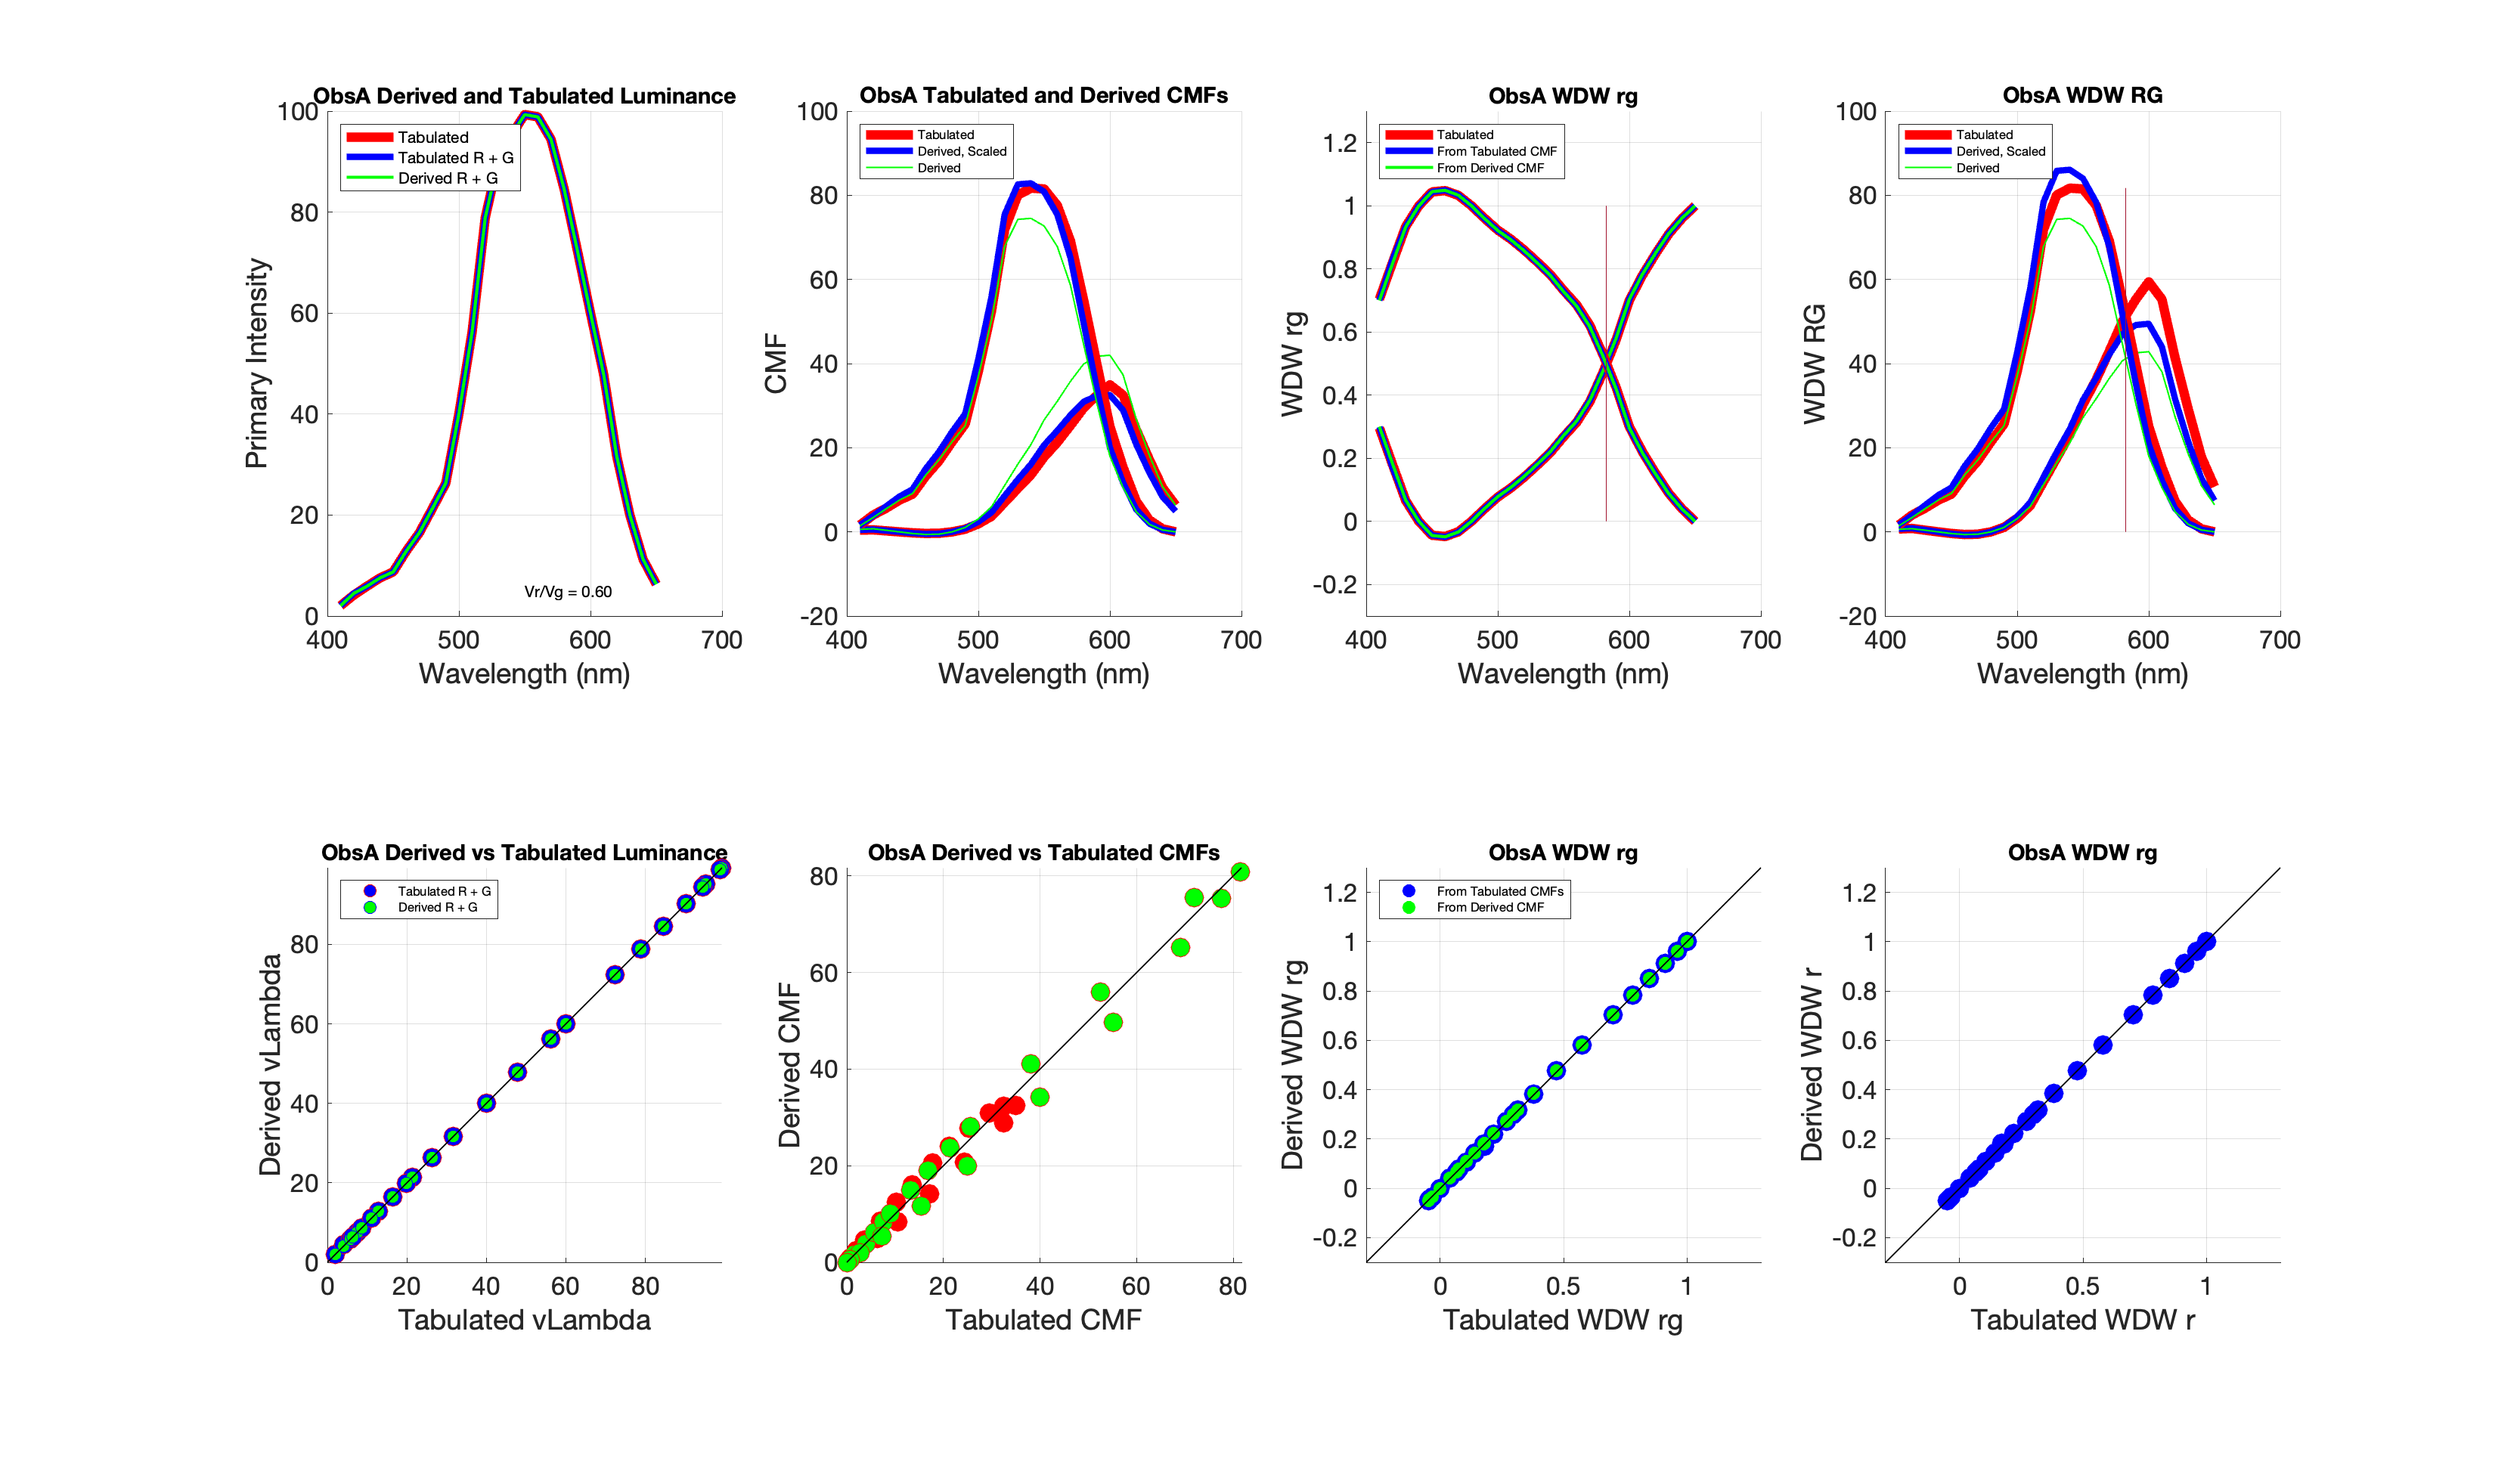 ObsA Derived and Tabulated Luminance
100
80
60
40
20
0
Primary Intensity
Tabulated
Tabulated R + G
Derived R + G
Vr/Vg = 0.60
400 500 600 700
Wavelength (nm)
ObsA Tabulated and Derived CMFs
100
80
60
40
20
0
-20
CMF
Tabulated
Derived, Scaled
Derived
400 500 600 700
Wavelength (nm)
ObsA WDW rg
1.2
1
0.8
0.6
0.4
0.2
0
-0.2
WDW rg
Tabulated
From Tabulated CMF
From Derived CMF
400 500 600 700
Wavelength (nm)
ObsA WDW RG
100
80
60
40
20
0
-20
WDW RG
Tabulated
Derived, Scaled
Derived
400 500 600 700
Wavelength (nm)
ObsA Derived vs Tabulated Luminance
80
60
40
20
0
Derived vLambda
Tabulated R + G
Derived R + G
0 20 40 60 80
Tabulated vLambda
ObsA Derived vs Tabulated CMFs
80
60
40
20
0
Derived CMF
0 20 40 60 80
Tabulated CMF
ObsA WDW rg
1.2
1
0.8
0.6
0.4
0.2
0
-0.2
Derived WDW rg
From Tabulated CMFs
From Derived CMF
0 0.5 1
Tabulated WDW rg
ObsA WDW rg
1.2
1
0.8
0.6
0.4
0.2
0
-0.2
Derived WDW r
0 0.5 1
Tabulated WDW r